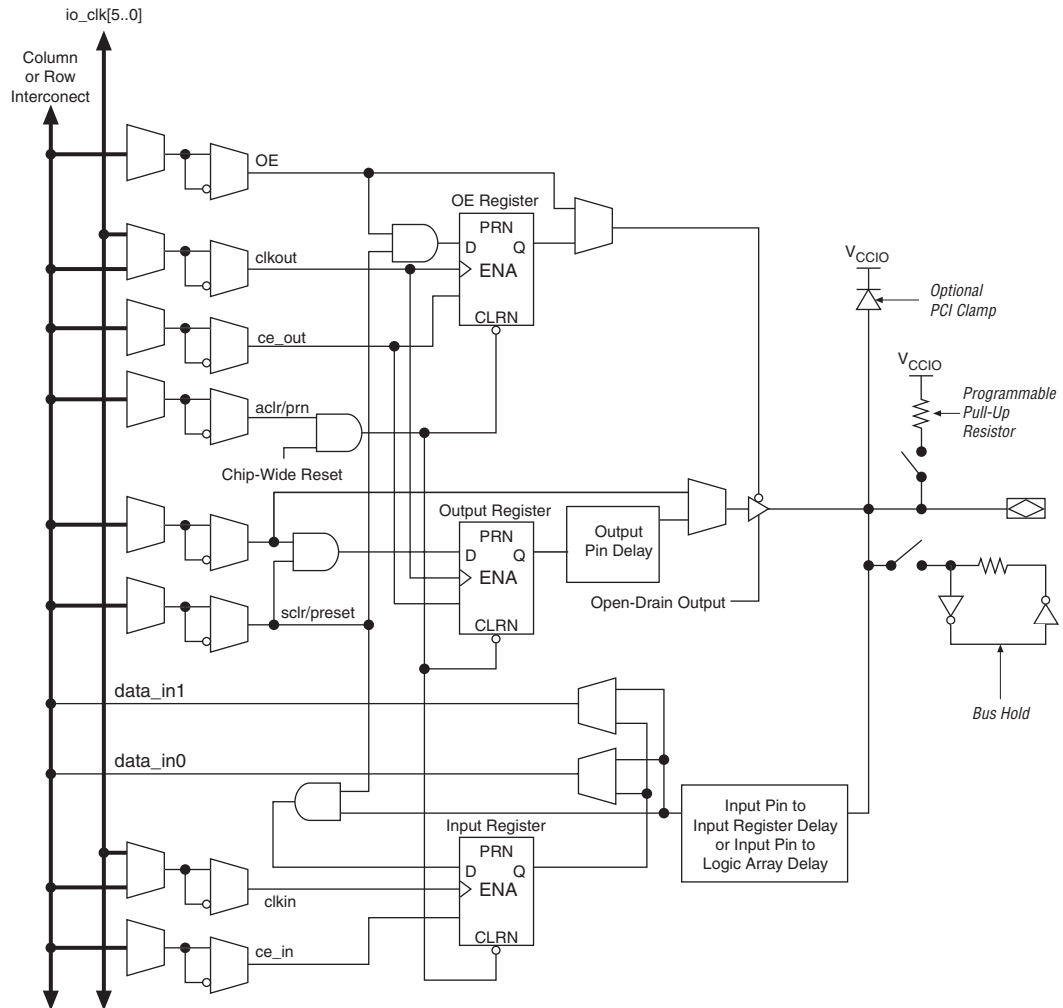 io_clk[5..0]
Column
or Row
Interconect
OE
OE Register
PRN
D
Q
clkout
ENA
VCCIO
Optional
PCI Clamp
CLRN
ce_out
VCCIO
Programmable
Pull-Up
Resistor
aclr/prn
Chip-Wide Reset
Output Register
PRN
D
Q
ENA
Output
Pin Delay
Open-Drain Output
sclr/preset
CLRN
data_in1
Bus Hold
data_in0
Input Pin to
Input Register Delay
or Input Pin to
Logic Array Delay
Input Register
PRN
D
Q
ENA
clkin
CLRN
ce_in